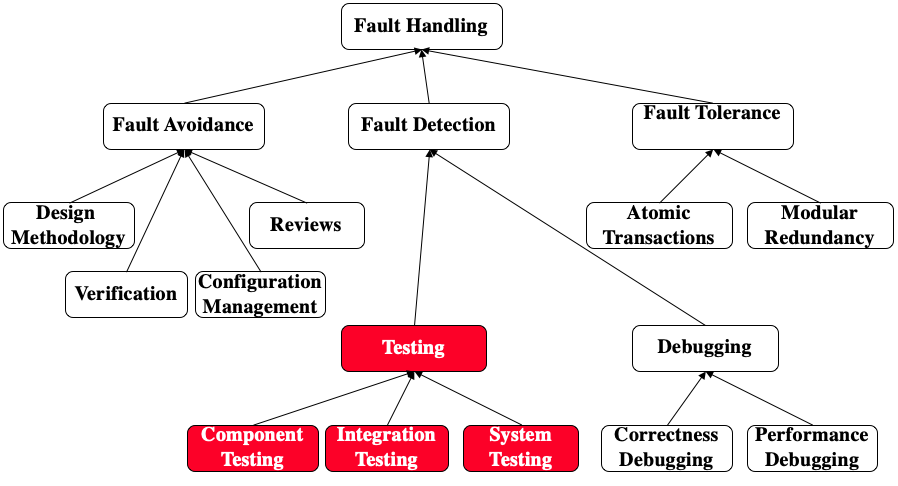 Fault Handling
Fault Avoidance
Fault Detection
Fault Tolerance
Design
Methodology
Reviews
Atomic
Transactions
Modular
Redundancy
Verification
Configuration
Management
Testing
Debugging
Component
Testing
Integration
Testing
System
Testing
Correctness
Debugging
Performance
Debugging